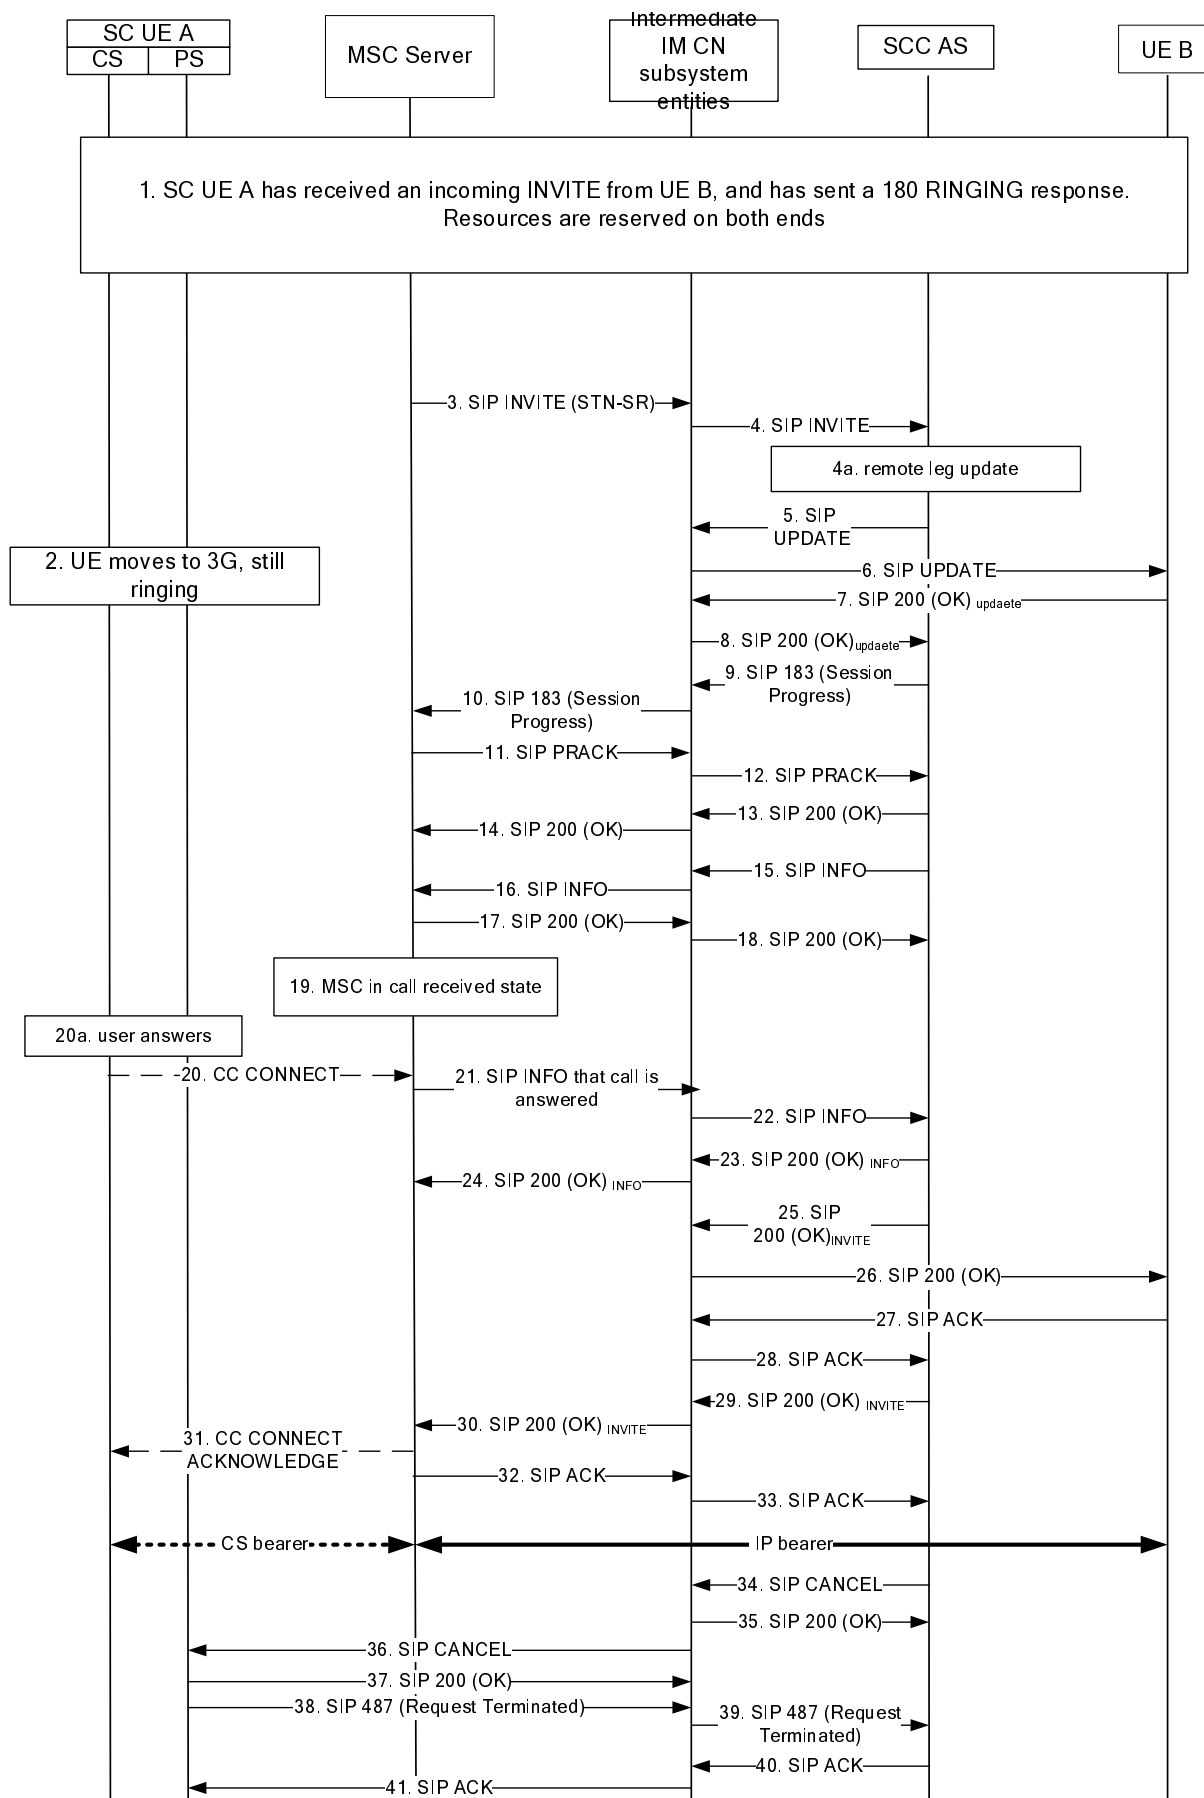 SC UE A
CS
PS
MSC Server
Intermediate
IM CN
subsystem
entities
SCC AS
UE B
1. SC UE A has received an incoming INVITE from UE B, and has sent a 180 RINGING response.
Resources are reserved on both ends
3. SIP INVITE (STN-SR)
4. SIP INVITE
4a. remote leg update
5. SIP
UPDATE
2. UE moves to 3G, still
ringing
6. SIP UPDATE
7. SIP 200 (OK) updaete
8. SIP 200 (OK)updaete
9. SIP 183 (Session
Progress)
10. SIP 183 (Session
Progress)
11. SIP PRACK
12. SIP PRACK
13. SIP 200 (OK)
14. SIP 200 (OK)
15. SIP INFO
16. SIP INFO
17. SIP 200 (OK)
18. SIP 200 (OK)
19. MSC in call received state
20a. user answers
20. CC CONNECT
21. SIP INFO that call is
answered
22. SIP INFO
23. SIP 200 (OK) INFO
24. SIP 200 (OK) INFO
25. SIP
200 (OK)INVITE
26. SIP 200 (OK)
27. SIP ACK
28. SIP ACK
29. SIP 200 (OK) INVITE
30. SIP 200 (OK) INVITE
31. CC CONNECT
ACKNOWLEDGE
32. SIP ACK
33. SIP ACK
CS bearer
IP bearer
34. SIP CANCEL
35. SIP 200 (OK)
36. SIP CANCEL
37. SIP 200 (OK)
38. SIP 487 (Request Terminated)
39. SIP 487 (Request
Terminated)
40. SIP ACK
41. SIP ACK